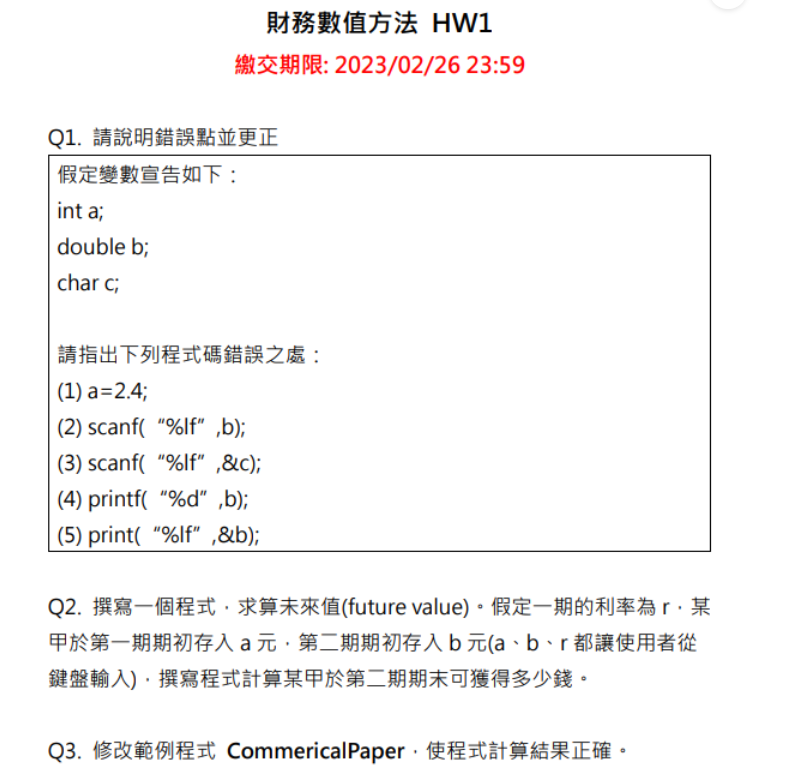 財務數值方法 HW1
繳交期限: 2023/02/26 23:59
Q1. 請說明錯誤點並更正
假定變數宣告如下：
int a;
double b;
char c;
請指出下列程式碼錯誤之處：
(1) a=2.4;
(2) scanf( “%lf” ,b);
(3) scanf( “%lf” ,&c);
(4) printf( “%d” ,b);
(5) print( “%lf” ,&b);
Q2. 撰寫一個程式，求算未來值(future value)。假定一期的利率為 r，某
甲於第一期期初存入 a 元，第二期期初存入 b 元(a、b、r 都讓使用者從
鍵盤輸入)，撰寫程式計算某甲於第二期期末可獲得多少錢。
Q3. 修改範例程式 CommericalPaper，使程式計算結果正確。